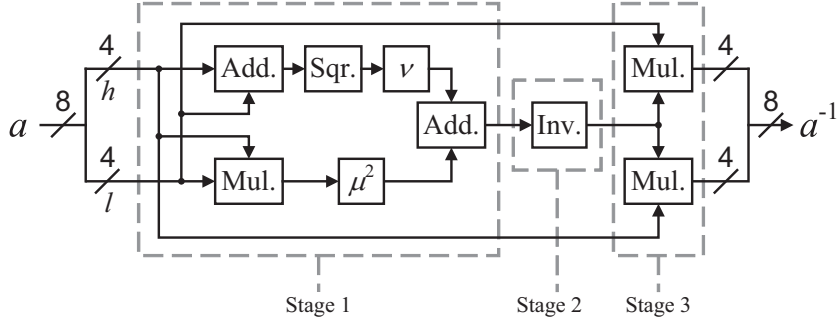 4
4
h
Add.
Sqr.
ν
Mul.
8
a
Add.
Inv.
8
a⁻¹
4
l
Mul.
μ²
Mul.
4
Stage 1
Stage 2
Stage 3